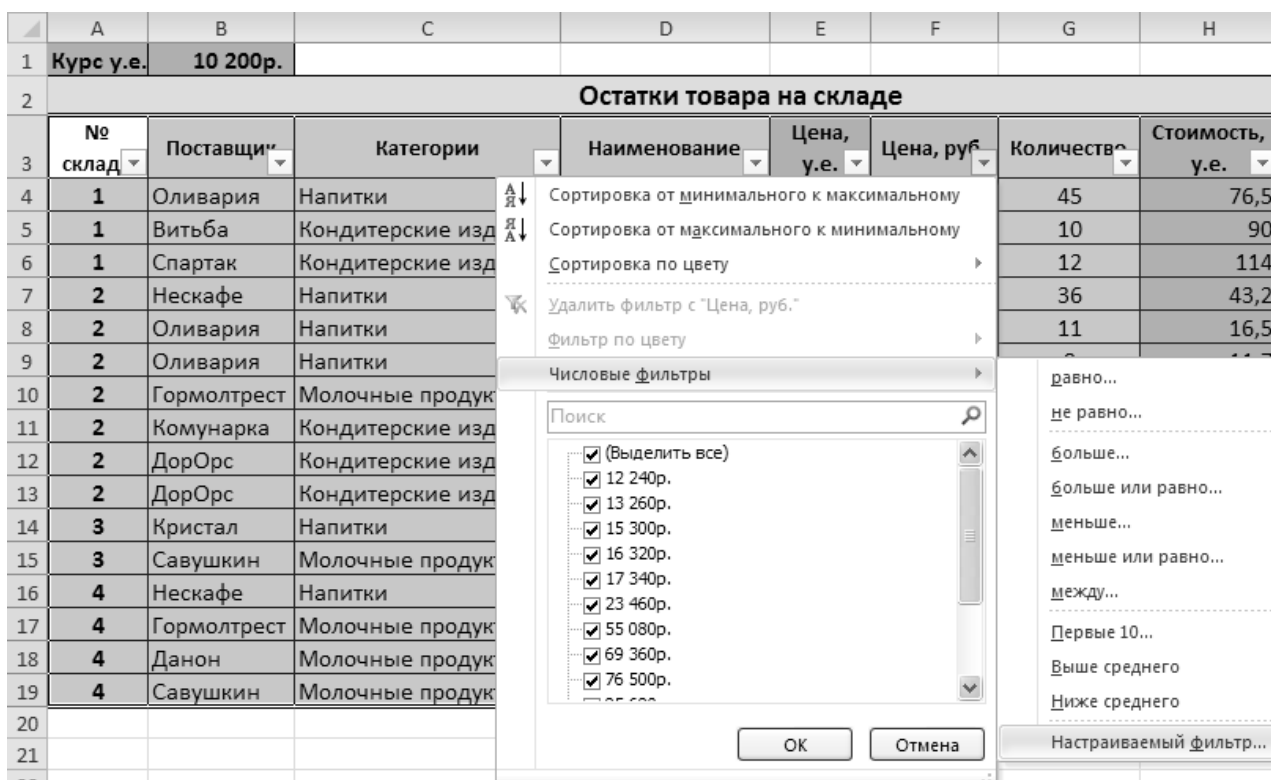 A B C D E F G H
1 Курс у.е. 10 200р.
2 Остатки товара на складе
3 № склад Поставщик Категории Наименование Цена, у.е. Цена, руб Количество Стоимость, у.е.
4 1 Оливария Напитки 45 76,5
5 1 Витьба Кондитерские изд 10 90
6 1 Спартак Кондитерские изд 12 114
7 2 Нескафе Напитки 36 43,2
8 2 Оливария Напитки 11 16,5
9 2 Оливария Напитки
10 2 Гормолтрест Молочные продук
11 2 Комунарка Кондитерские изд
12 2 ДорОрс Кондитерские изд
13 2 ДорОрс Кондитерские изд
14 3 Кристал Напитки
15 3 Савушкин Молочные продук
16 4 Нескафе Напитки
17 4 Гормолтрест Молочные продук
18 4 Данон Молочные продук
19 4 Савушкин Молочные продук
20
21
Сортировка от минимального к максимальному
Сортировка от максимального к минимальному
Сортировка по цвету
Удалить фильтр с "Цена, руб."
Фильтр по цвету
Числовые фильтры
Поиск
(Выделить все)
12 240р.
13 260р.
15 300р.
16 320р.
17 340р.
23 460р.
55 080р.
69 360р.
76 500р.
ОК Отмена
равно...
не равно...
больше...
больше или равно...
меньше...
меньше или равно...
между...
Первые 10...
Выше среднего
Ниже среднего
Настраиваемый фильтр...